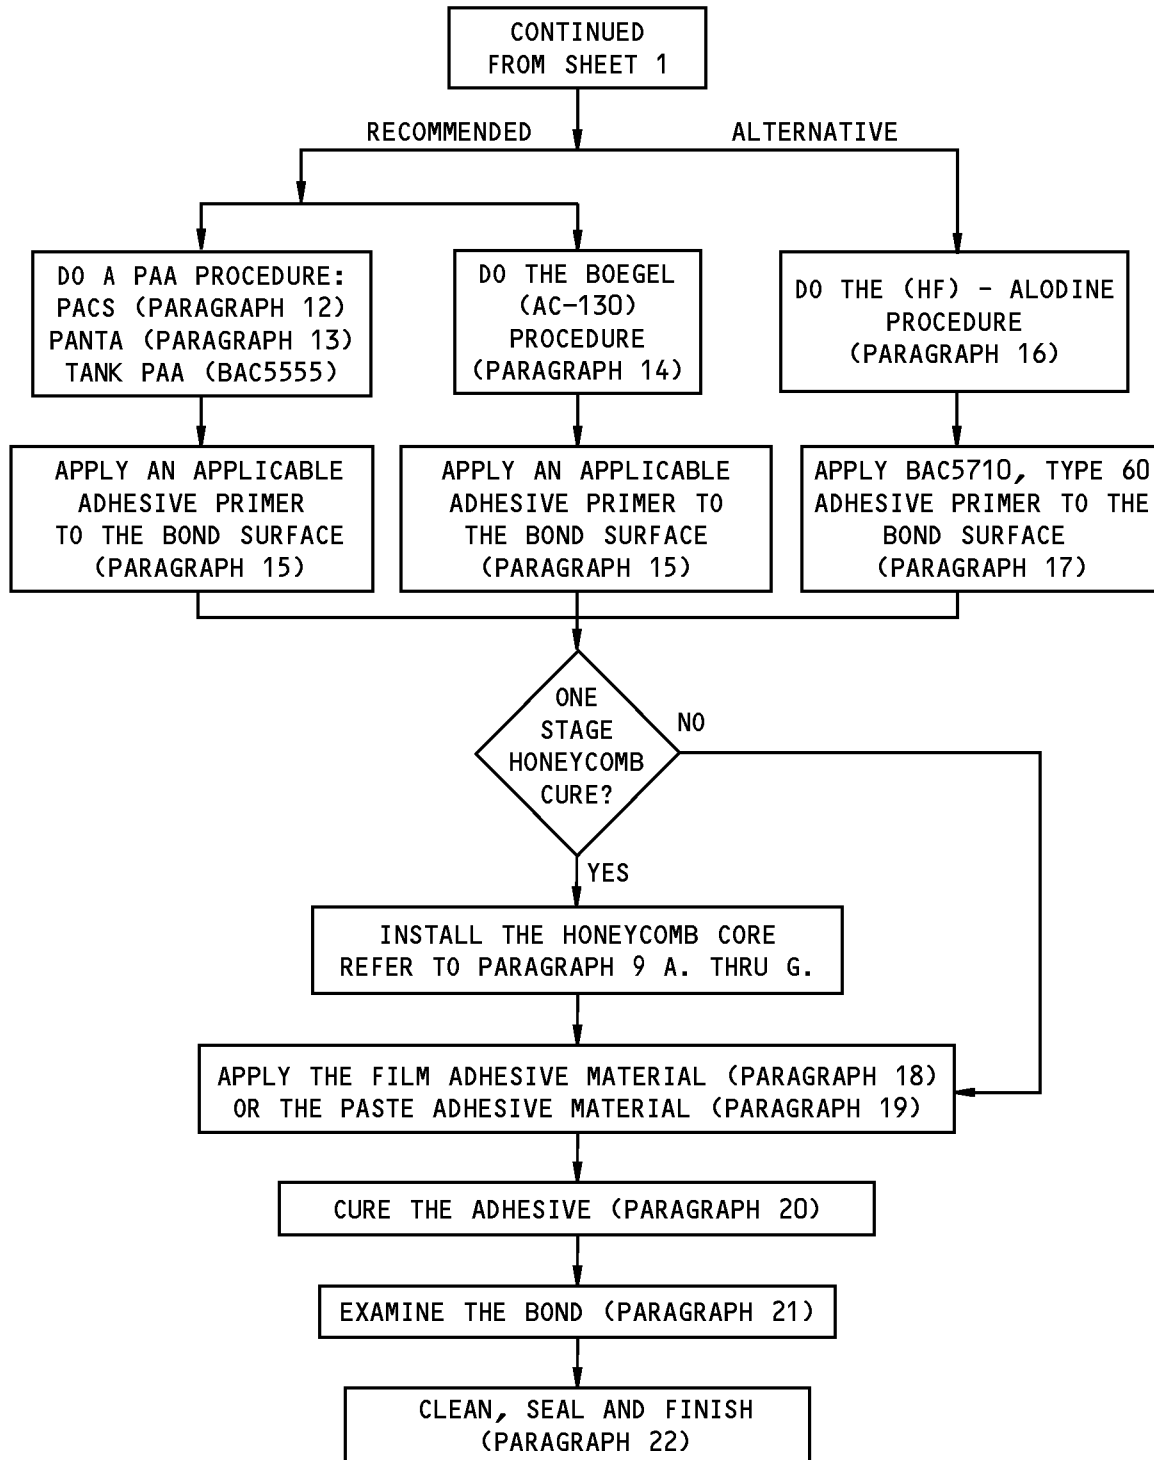 CONTINUED
FROM SHEET 1
RECOMMENDED
ALTERNATIVE
DO A PAA PROCEDURE:
PACS (PARAGRAPH 12)
PANTA (PARAGRAPH 13)
TANK PAA (BAC5555)
DO THE BOEGEL
(AC-130)
PROCEDURE
(PARAGRAPH 14)
DO THE (HF) - ALODINE
PROCEDURE
(PARAGRAPH 16)
APPLY AN APPLICABLE
ADHESIVE PRIMER
TO THE BOND SURFACE
(PARAGRAPH 15)
APPLY AN APPLICABLE
ADHESIVE PRIMER TO
THE BOND SURFACE
(PARAGRAPH 15)
APPLY BAC5710, TYPE 60
ADHESIVE PRIMER TO THE
BOND SURFACE
(PARAGRAPH 17)
ONE
STAGE
HONEYCOMB
CURE?
NO
YES
INSTALL THE HONEYCOMB CORE
REFER TO PARAGRAPH 9 A. THRU G.
APPLY THE FILM ADHESIVE MATERIAL (PARAGRAPH 18)
OR THE PASTE ADHESIVE MATERIAL (PARAGRAPH 19)
CURE THE ADHESIVE (PARAGRAPH 20)
EXAMINE THE BOND (PARAGRAPH 21)
CLEAN, SEAL AND FINISH
(PARAGRAPH 22)